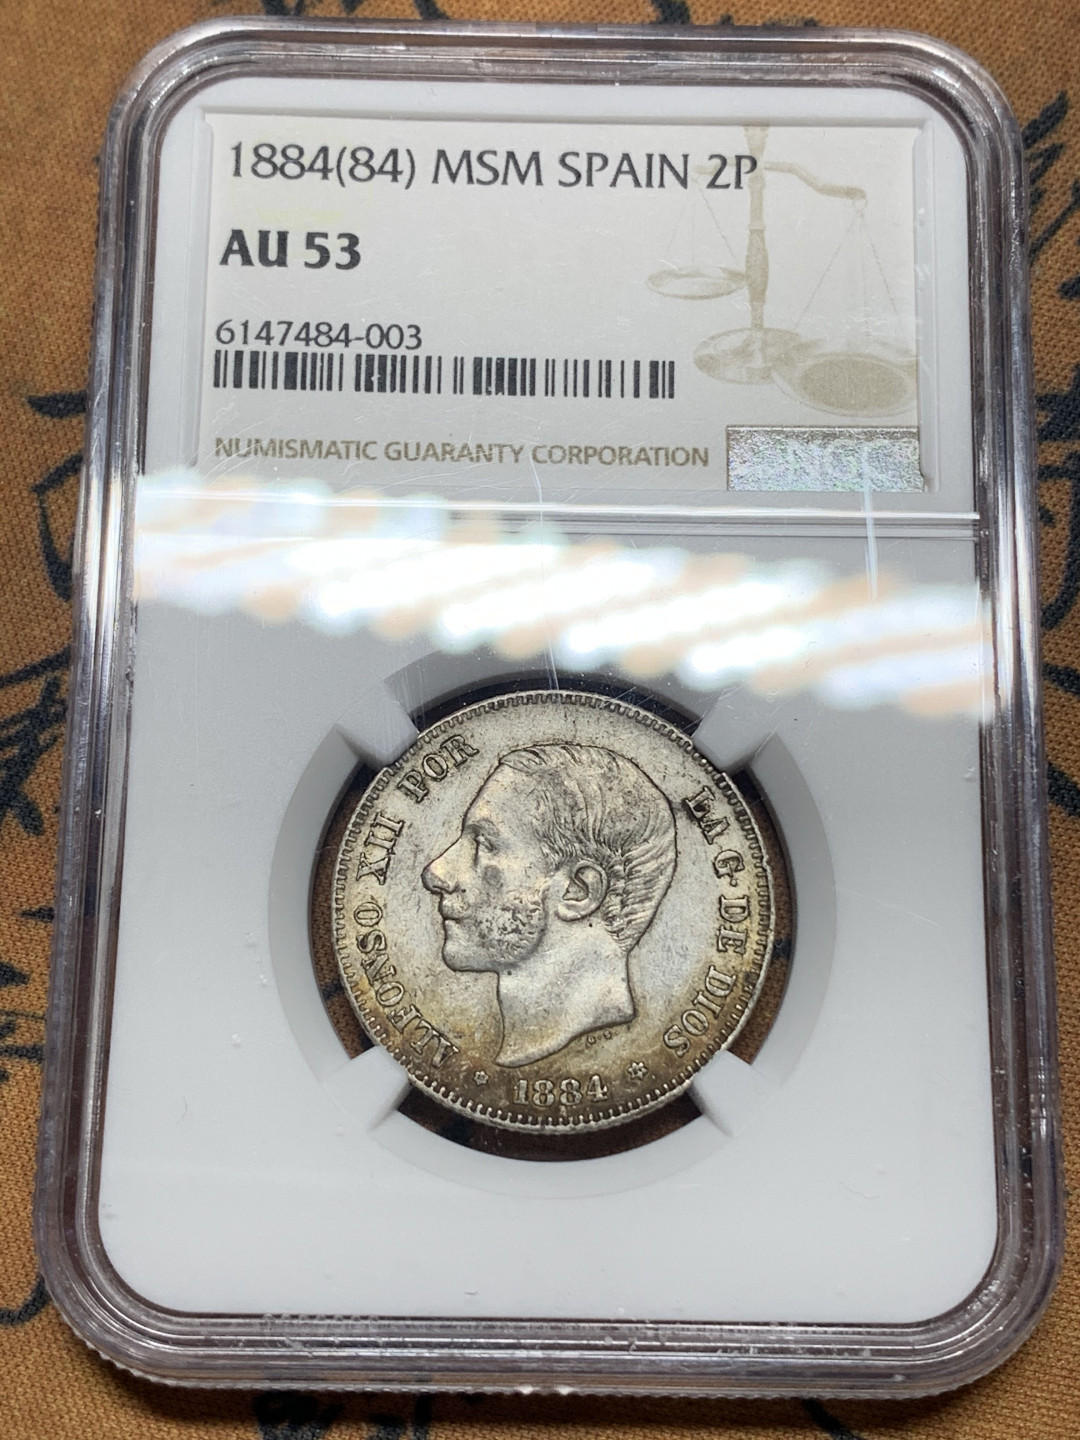 1884(84) MSM SPAIN 2P
AU 53
6147484-003
NUMISMATIC GUARANTY CORPORATION
NGC
ALFONSO XII POR LA G. DE DIOS
* 1884 *